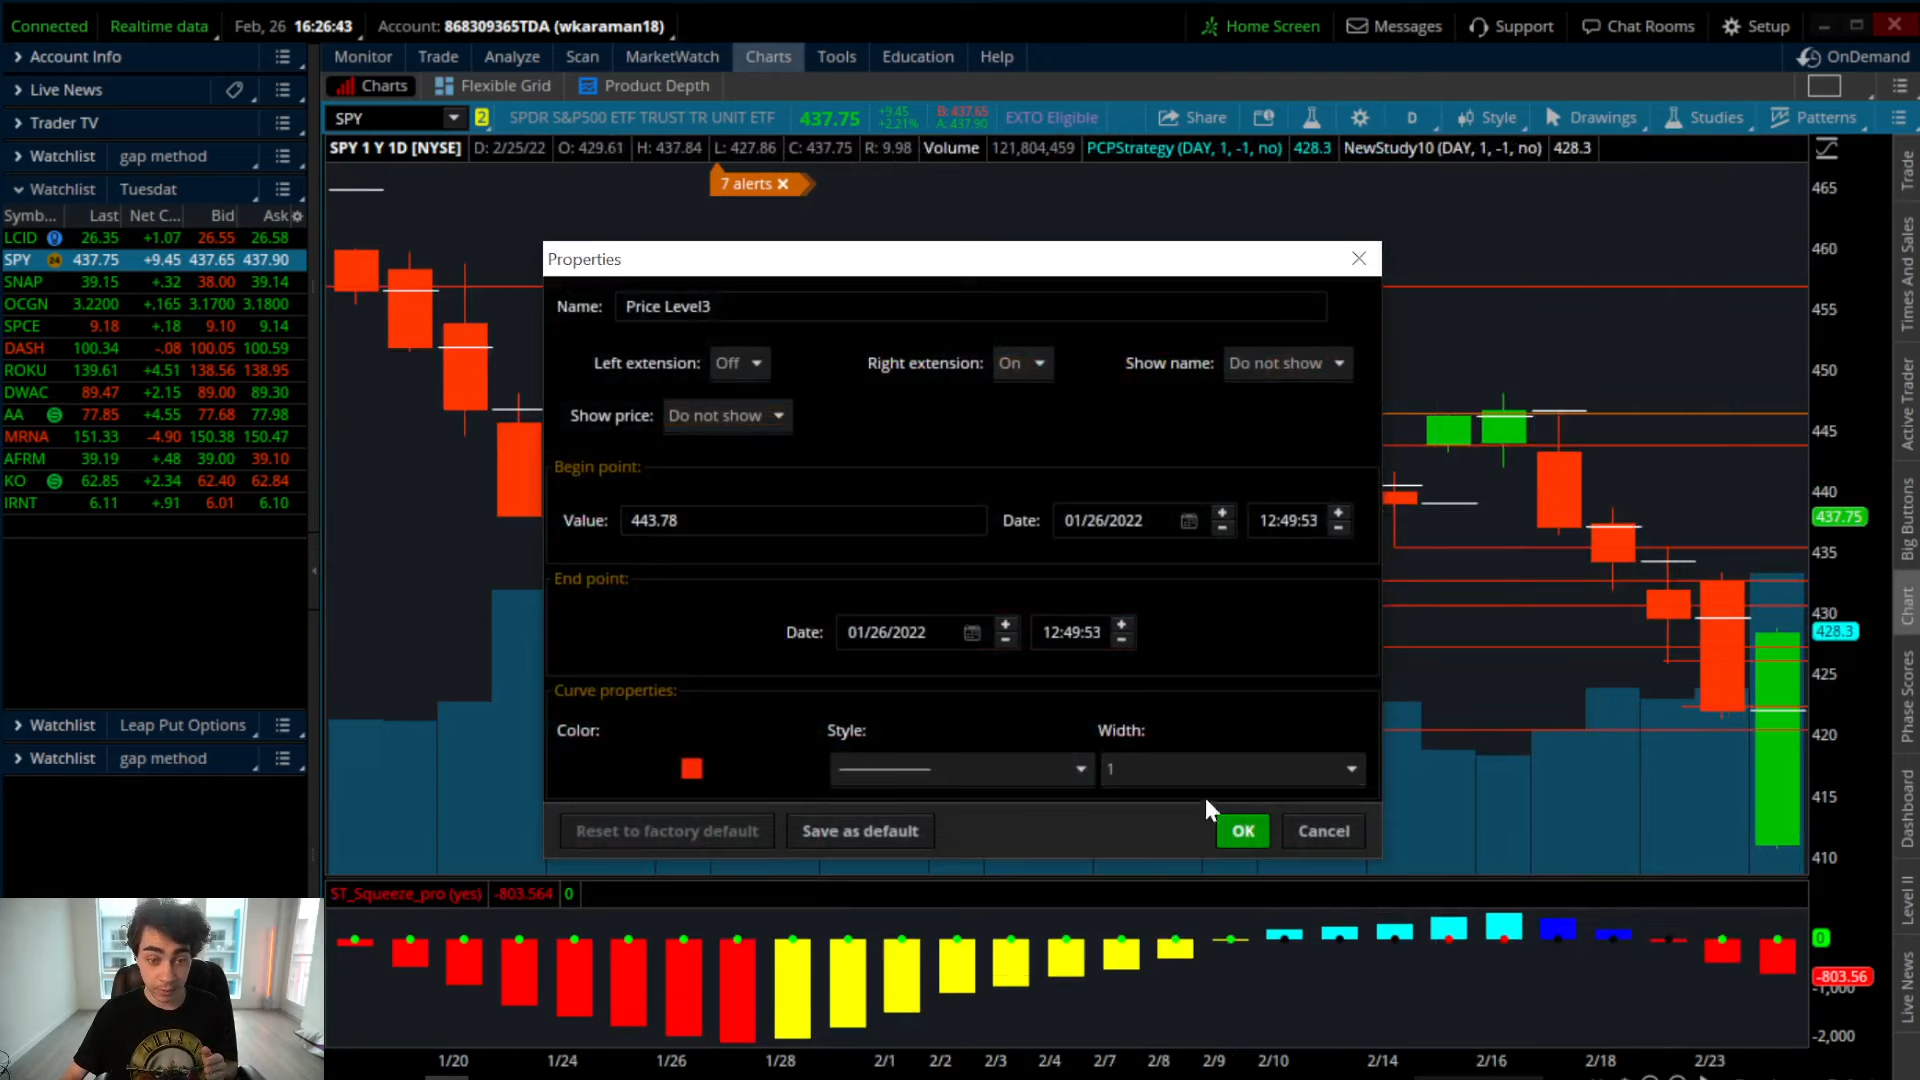 Connected Realtime data Feb, 26 16:26:43 Account: 868309365TDA (wkaraman18) Home Screen Messages Support Chat Rooms Setup
Account Info Monitor Trade Analyze Scan MarketWatch Charts Tools Education Help OnDemand
Live News Charts Flexible Grid Product Depth
Trader TV SPY 2 SPDR S&P500 ETF TRUST TR UNIT ETF 437.75 +9.45 +2.21% B: 437.65 A: 437.90 EXTO Eligible Share D Style Drawings Studies Patterns
Watchlist gap method SPY 1 Y 1D [NYSE] D: 2/25/22 O: 429.61 H: 437.84 L: 427.86 C: 437.75 R: 9.98 Volume 121,804,459 PCPStrategy (DAY, 1, -1, no) 428.3 NewStudy10 (DAY, 1, -1, no) 428.3
Watchlist Tuesdat
7 alerts
Symb... Last Net C... Bid Ask
LCID 26.35 +1.07 26.55 26.58
SPY 24 437.75 +9.45 437.65 437.90
SNAP 39.15 +.32 38.00 39.14
OCGN 3.2200 +.165 3.1700 3.1800
SPCE 9.18 +.18 9.10 9.14
DASH 100.34 -.08 100.05 100.59
ROKU 139.61 +4.51 138.56 138.95
DWAC 89.47 +2.15 89.00 89.30
AA 77.85 +4.55 77.68 77.98
MRNA 151.33 -4.90 150.38 150.47
AFRM 39.19 +.48 39.00 39.10
KO 62.85 +2.34 62.40 62.84
IRNT 6.11 +.91 6.01 6.10
Watchlist Leap Put Options
Watchlist gap method
Properties
Name: Price Level3
Left extension: Off Right extension: On Show name: Do not show
Show price: Do not show
Begin point:
Value: 443.78 Date: 01/26/2022 12:49:53
End point:
Date: 01/26/2022 12:49:53
Curve properties:
Color: Style: Width:
1
Reset to factory default Save as default OK Cancel
465
460
455
450
445
440
437.75
435
430
428.3
425
420
415
410
ST_Squeeze_pro (yes) -803.564 0
0
-803.56
-1,000
-2,000
1/20 1/24 1/26 1/28 2/1 2/2 2/3 2/4 2/7 2/8 2/9 2/10 2/14 2/16 2/18 2/23
Trade
Times And Sales
Active Trader
Big Buttons
Chart
Phase Scores
Dashboard
Level II
Live News